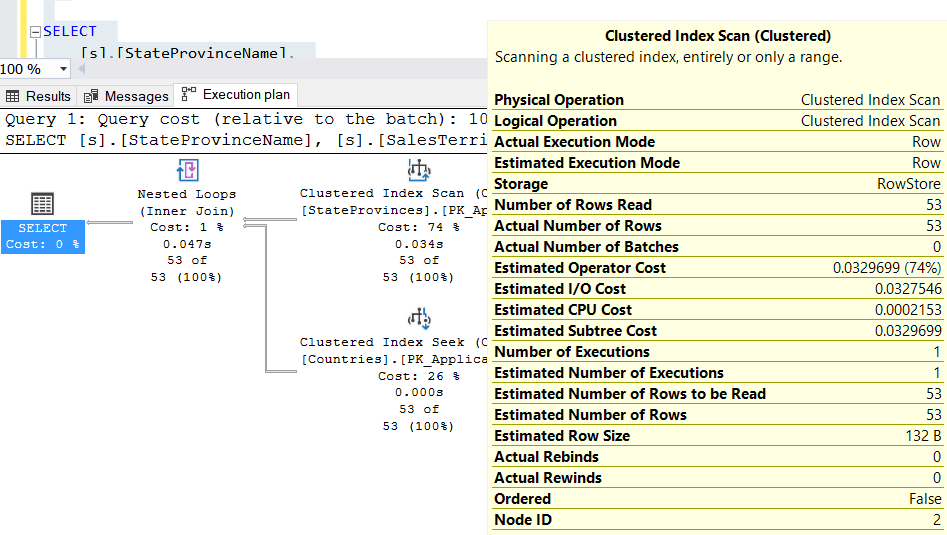 SELECT
[s].[StateProvinceName],
100 %
Results Messages Execution plan
Query 1: Query cost (relative to the batch): 10
SELECT [s].[StateProvinceName], [s].[SalesTerri
SELECT
Cost: 0 %
Nested Loops
(Inner Join)
Cost: 1 %
0.047s
53 of
53 (100%)
Clustered Index Scan (C
[StateProvinces].[PK_Ap
Cost: 74 %
0.034s
53 of
53 (100%)
Clustered Index Seek (C
[Countries].[PK_Applica
Cost: 26 %
0.000s
53 of
53 (100%)
Clustered Index Scan (Clustered)
Scanning a clustered index, entirely or only a range.
Physical Operation Clustered Index Scan
Logical Operation Clustered Index Scan
Actual Execution Mode Row
Estimated Execution Mode Row
Storage RowStore
Number of Rows Read 53
Actual Number of Rows 53
Actual Number of Batches 0
Estimated Operator Cost 0.0329699 (74%)
Estimated I/O Cost 0.0327546
Estimated CPU Cost 0.0002153
Estimated Subtree Cost 0.0329699
Number of Executions 1
Estimated Number of Executions 1
Estimated Number of Rows to be Read 53
Estimated Number of Rows 53
Estimated Row Size 132 B
Actual Rebinds 0
Actual Rewinds 0
Ordered False
Node ID 2